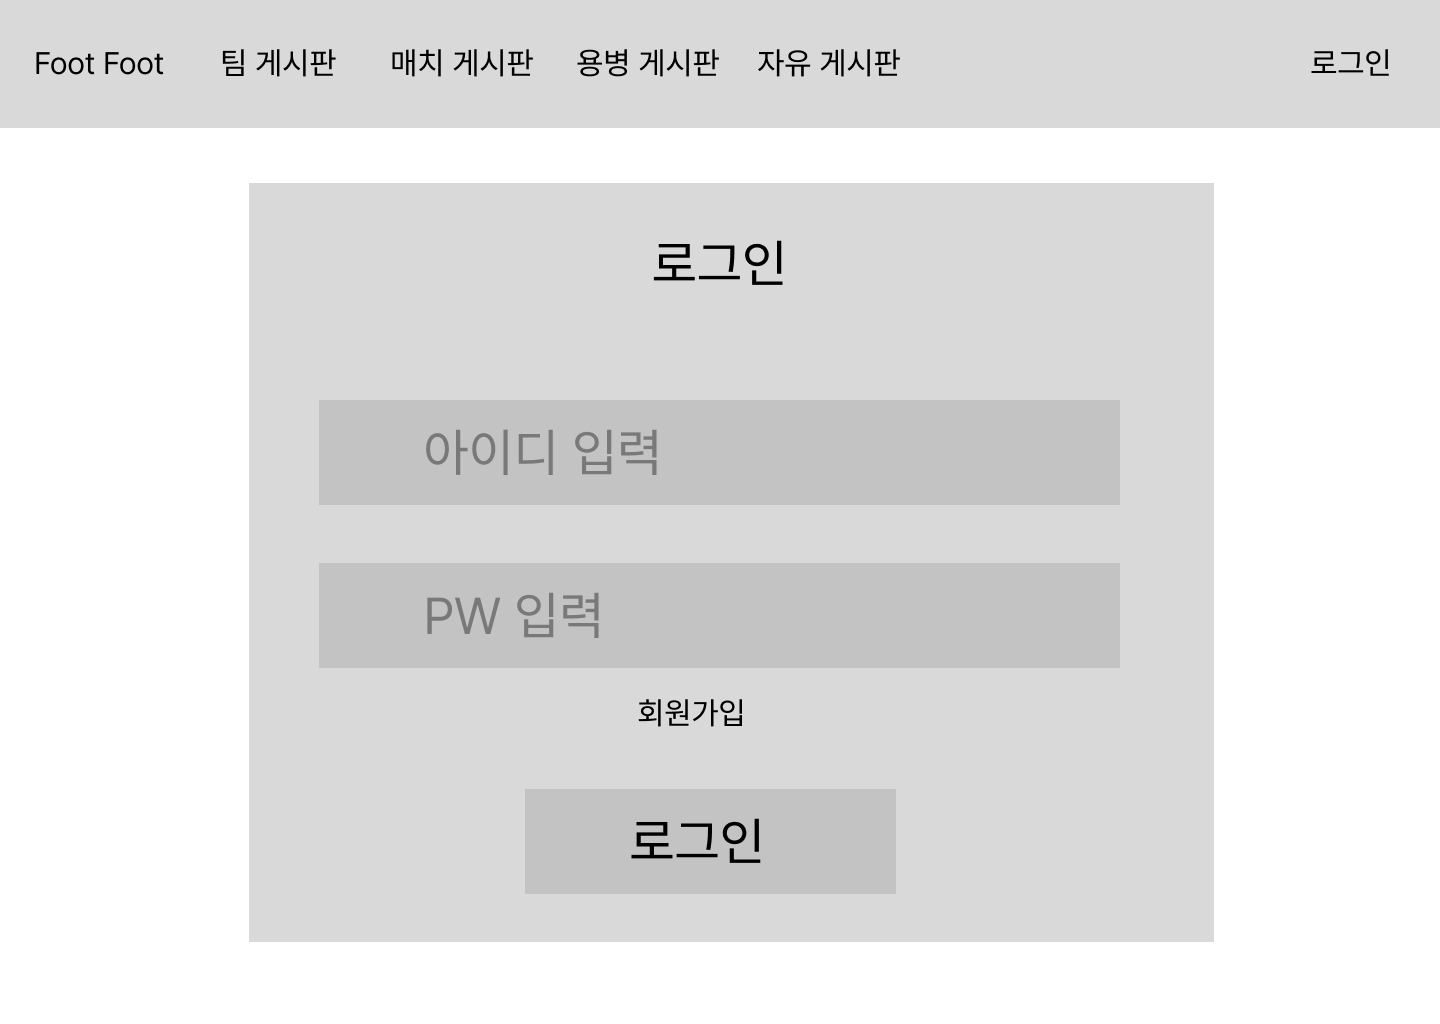 Foot Foot 팀 게시판 매치 게시판 용병 게시판 자유 게시판 로그인
로그인
아이디 입력
PW 입력
회원가입
로그인